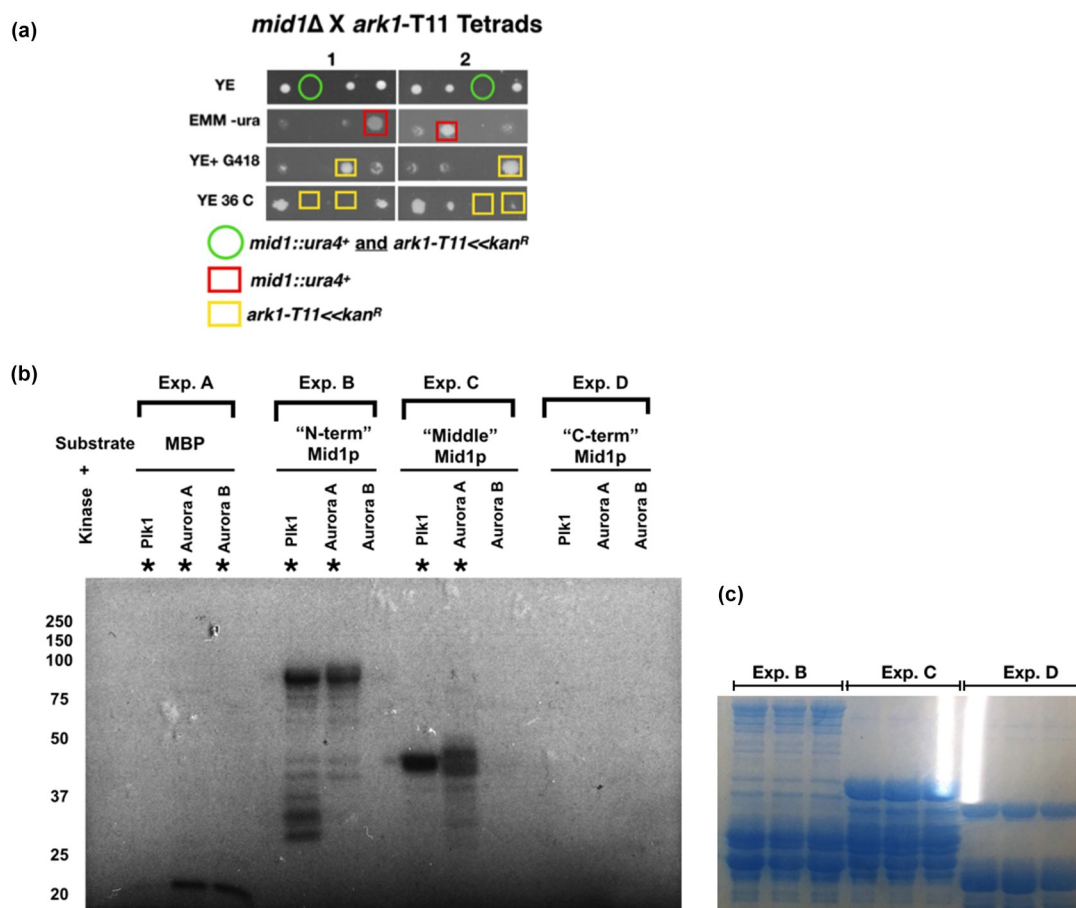 (a)
mid1Δ X ark1-T11 Tetrads
1 2
YE
EMM -ura
YE+ G418
YE 36 C
mid1::ura4+ and ark1-T11<<kanR
mid1::ura4+
ark1-T11<<kanR
(b)
Exp. A Exp. B Exp. C Exp. D
Substrate
+
Kinase
MBP
"N-term"
Mid1p
"Middle"
Mid1p
"C-term"
Mid1p
* Plk1
* Aurora A
* Aurora B
* Plk1
* Aurora A
Aurora B
* Plk1
* Aurora A
Aurora B
Plk1
Aurora A
Aurora B
250
150
100
75
50
37
25
20
(c)
Exp. B Exp. C Exp. D